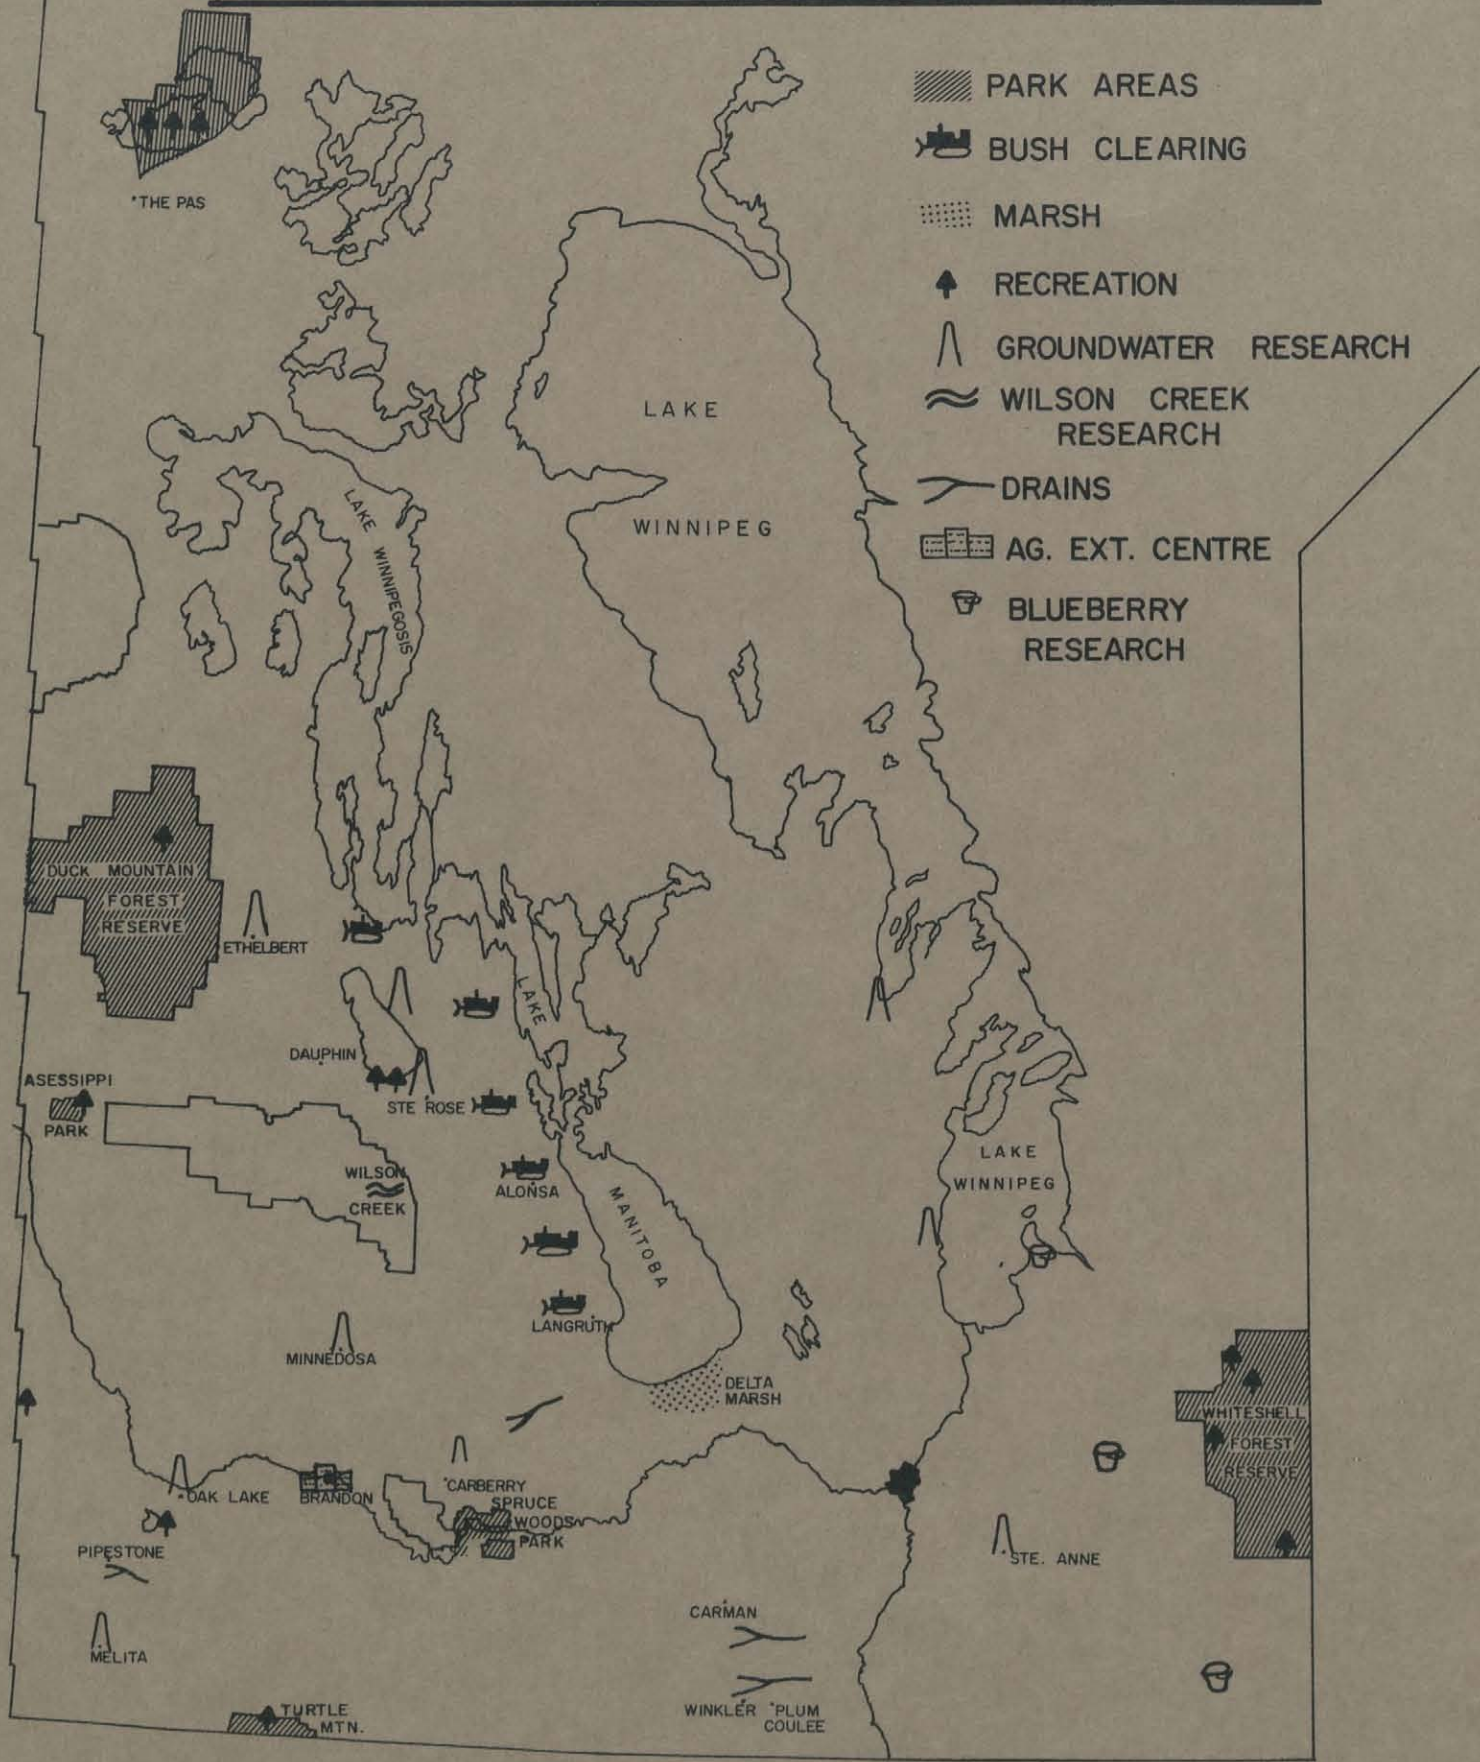 PARK AREAS
BUSH CLEARING
MARSH
RECREATION
GROUNDWATER RESEARCH
WILSON CREEK
RESEARCH
DRAINS
AG. EXT. CENTRE
BLUEBERRY
RESEARCH
THE PAS
LAKE
WINNIPEG
LAKE WINNIPEGOSIS
DUCK MOUNTAIN
FOREST
RESERVE
ETHELBERT
LAKE
MANITOBA
DAUPHIN
STE ROSE
ASESSIPPI
PARK
WILSON
CREEK
ALONSA
LANGRUTH
LAKE
WINNIPEG
MINNEDOSA
DELTA
MARSH
WHITESHELL
FOREST
RESERVE
OAK LAKE
BRANDON
CARBERRY
SPRUCE
WOODS
PARK
PIPESTONE
STE. ANNE
MELITA
CARMAN
WINKLER PLUM
COULEE
TURTLE
MTN.